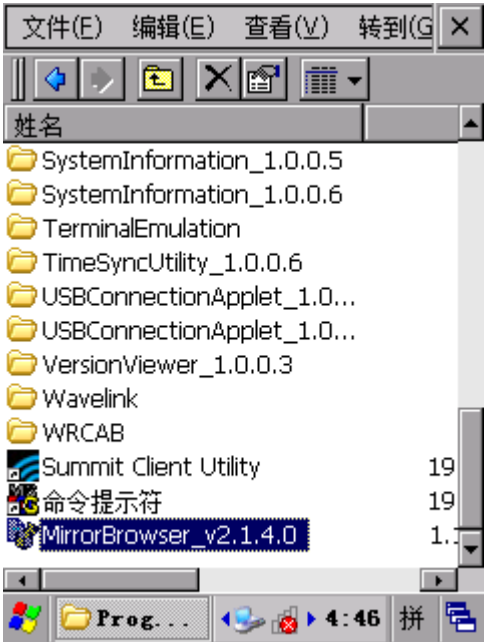 文件(F) 编辑(E) 查看(V) 转到(G
姓名
SystemInformation_1.0.0.5
SystemInformation_1.0.0.6
TerminalEmulation
TimeSyncUtility_1.0.0.6
USBConnectionApplet_1.0...
USBConnectionApplet_1.0...
VersionViewer_1.0.0.3
Wavelink
WRCAB
Summit Client Utility 19
命令提示符 19
MirrorBrowser_v2.1.4.0 1.
Prog... 4:46 拼